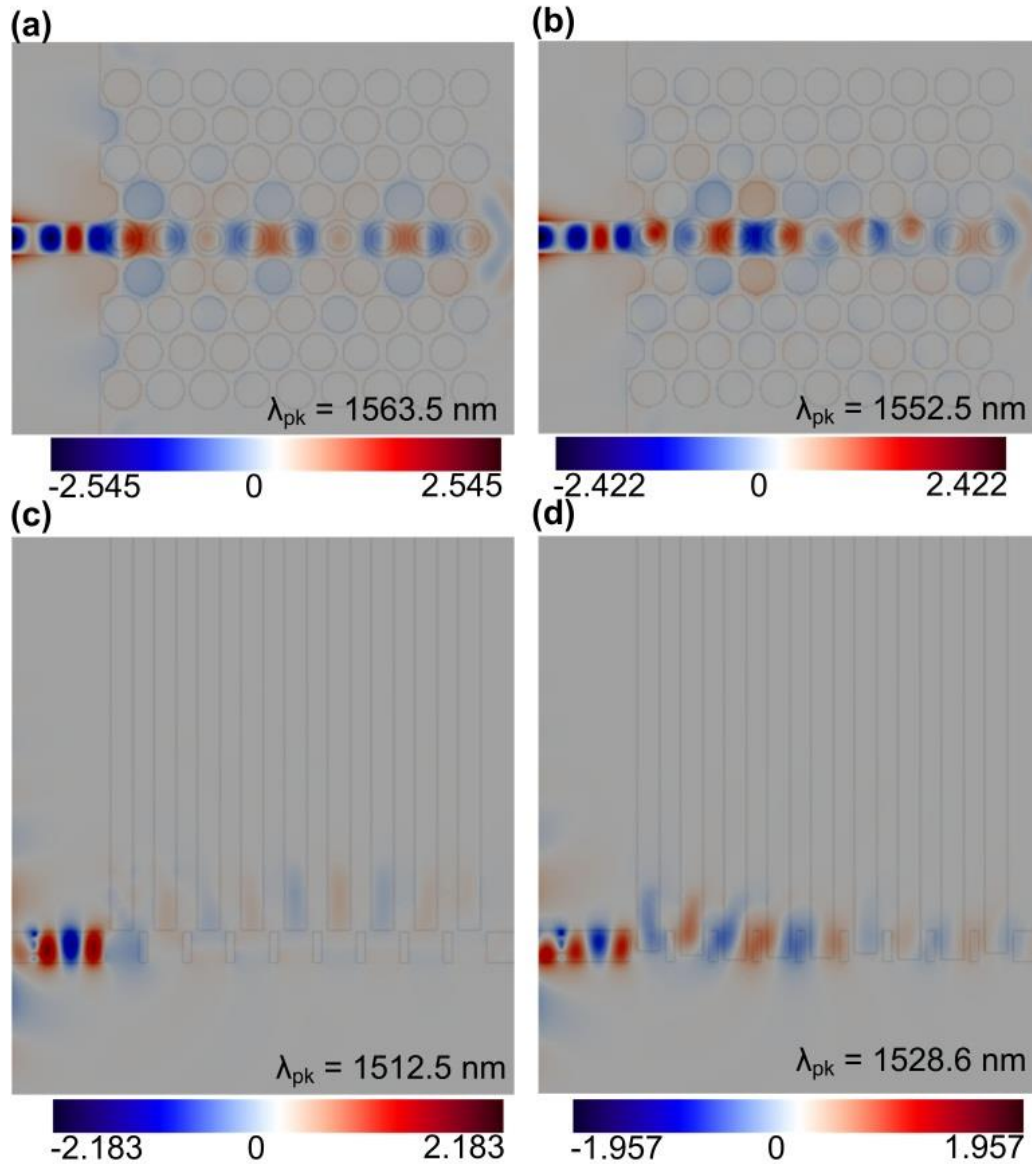 (a) (b)
λpk = 1563.5 nm λpk = 1552.5 nm
-2.545 0 2.545 -2.422 0 2.422
(c) (d)
λpk = 1512.5 nm λpk = 1528.6 nm
-2.183 0 2.183 -1.957 0 1.957